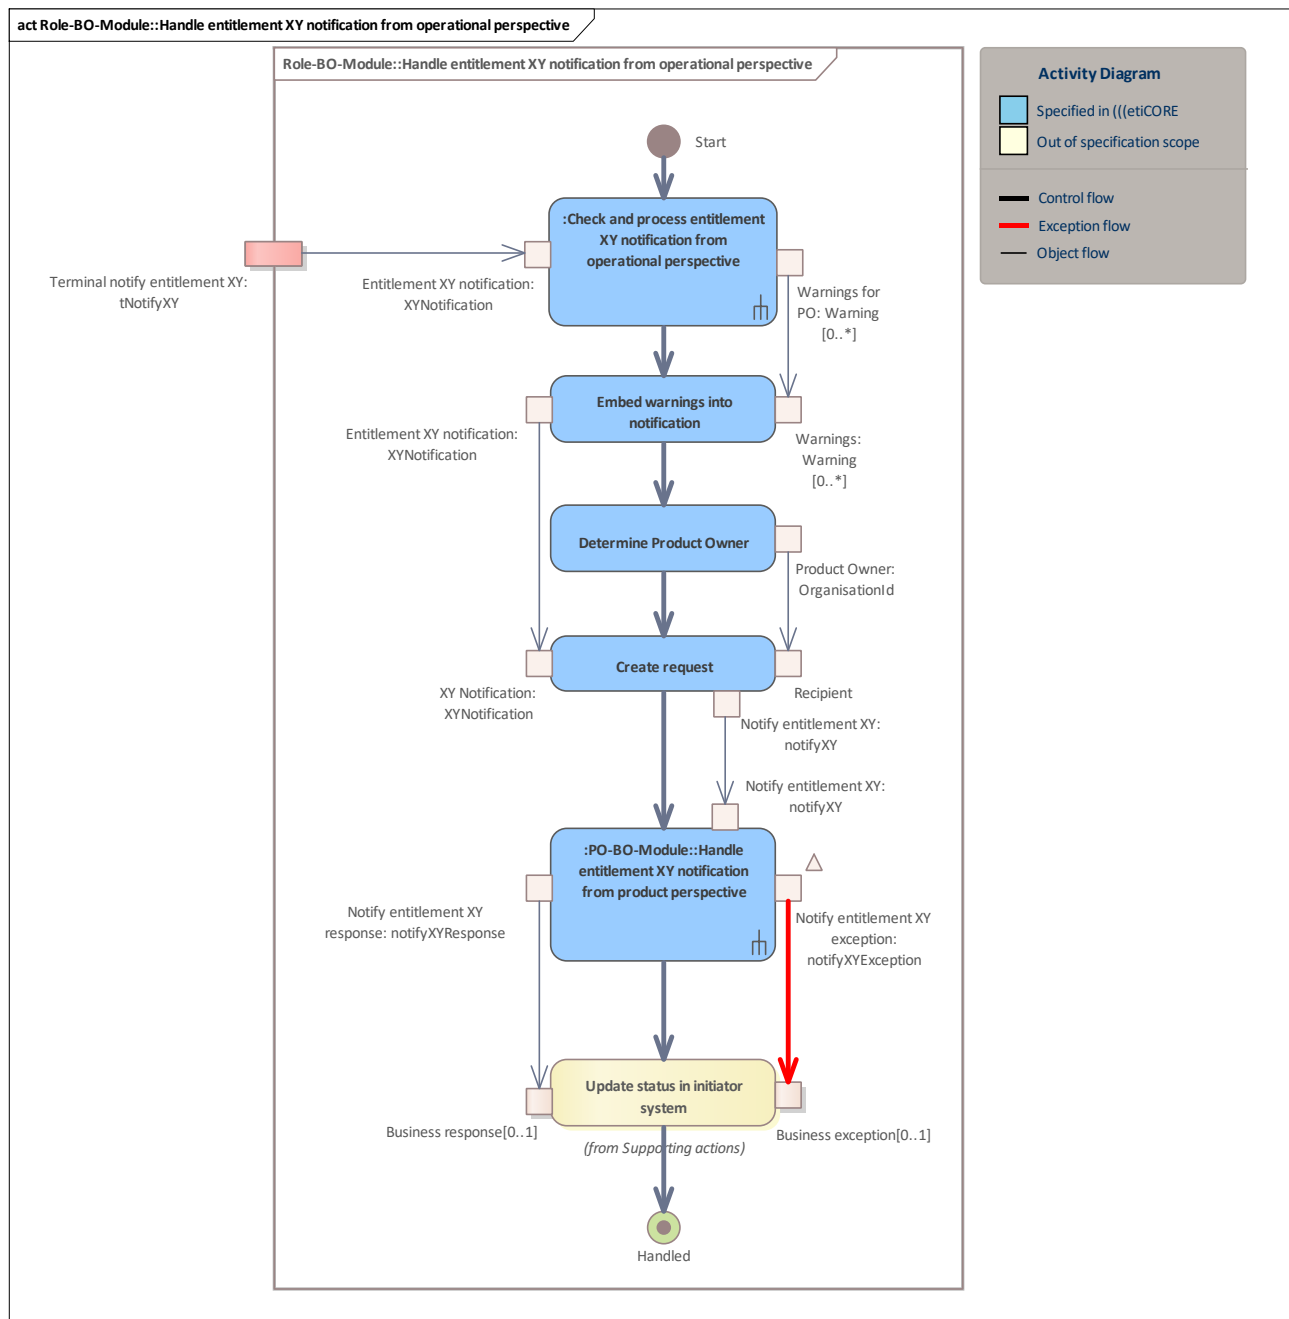 act Role-BO-Module::Handle entitlement XY notification from operational perspective
Role-BO-Module::Handle entitlement XY notification from operational perspective
Activity Diagram
Specified in (((etiCORE
Out of specification scope
Control flow
Exception flow
Object flow
Start
:Check and process entitlement
XY notification from
operational perspective
Terminal notify entitlement XY:
tNotifyXY
Entitlement XY notification:
XYNotification
Warnings for
PO: Warning
[0..*]
Embed warnings into
notification
Entitlement XY notification:
XYNotification
Warnings:
Warning
[0..*]
Determine Product Owner
Product Owner:
OrganisationId
Create request
XY Notification:
XYNotification
Recipient
Notify entitlement XY:
notifyXY
Notify entitlement XY:
notifyXY
:PO-BO-Module::Handle
entitlement XY notification
from product perspective
Notify entitlement XY
response: notifyXYResponse
Notify entitlement XY
exception:
notifyXYException
Update status in initiator
system
Business response[0..1]
Business exception[0..1]
(from Supporting actions)
Handled